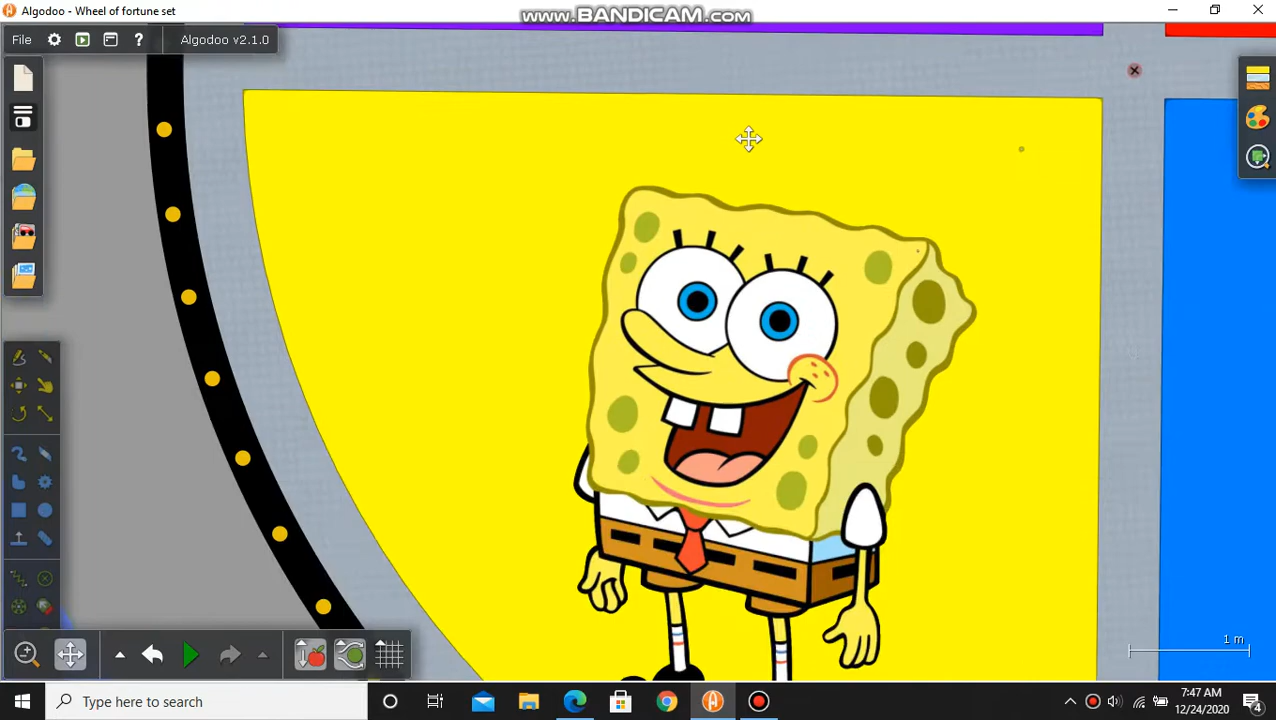 Algodoo - Wheel of fortune set
www.BANDICAM.com
File
?
Algodoo v2.1.0
1 m
Type here to search
7:47 AM
12/24/2020
4